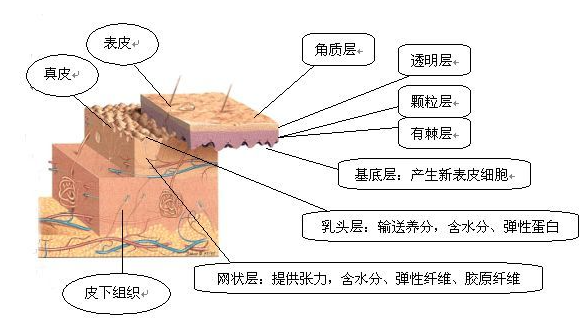 表皮
角质层
真皮
透明层
颗粒层
有棘层
基底层：产生新表皮细胞
乳头层：输送养分，含水分、弹性蛋白
网状层：提供张力，含水分、弹性纤维、胶原纤维
皮下组织